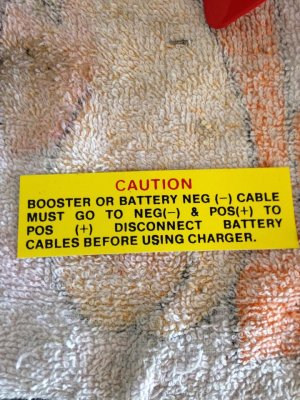 CAUTION
BOOSTER OR BATTERY NEG (-) CABLE
MUST GO TO NEG(-) & POS(+) TO
POS (+) DISCONNECT BATTERY
CABLES BEFORE USING CHARGER.